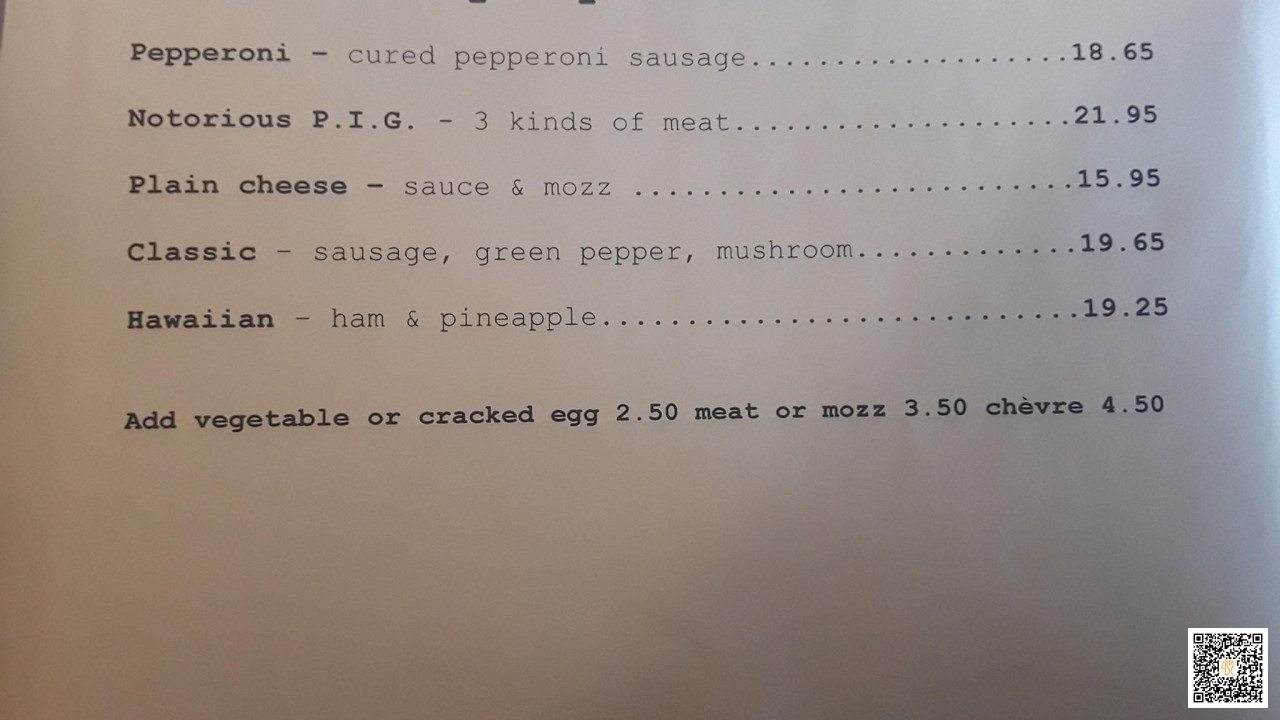 Pepperoni – cured pepperoni sausage...................18.65
Notorious P.I.G. – 3 kinds of meat....................21.95
Plain cheese – sauce & mozz ..........................15.95
Classic – sausage, green pepper, mushroom.............19.65
Hawaiian – ham & pineapple............................19.25
Add vegetable or cracked egg 2.50 meat or mozz 3.50 chèvre 4.50